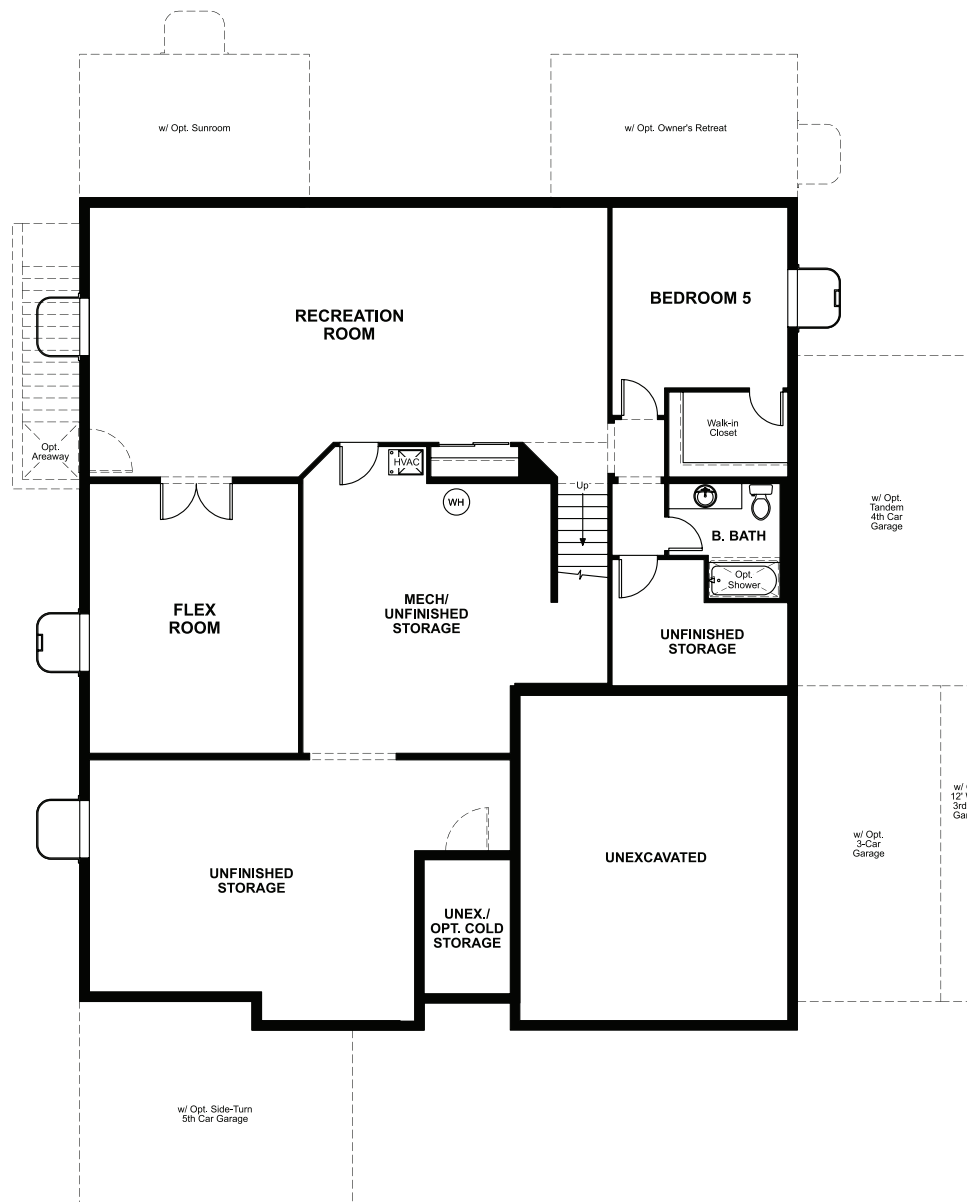 w/ Opt. Sunroom
w/ Opt. Owner's Retreat
RECREATION
ROOM
BEDROOM 5
Walk-in
Closet
Opt.
Areaway
HVAC
WH
Up
B. BATH
Opt.
Shower
w/ Opt.
Tandem
4th Car
Garage
FLEX
ROOM
MECH/
UNFINISHED
STORAGE
UNFINISHED
STORAGE
UNEXCAVATED
w/ Opt.
3-Car
Garage
w/
12'
3rd
UNFINISHED
STORAGE
UNEX./
OPT. COLD
STORAGE
w/ Opt. Side-Turn
5th Car Garage